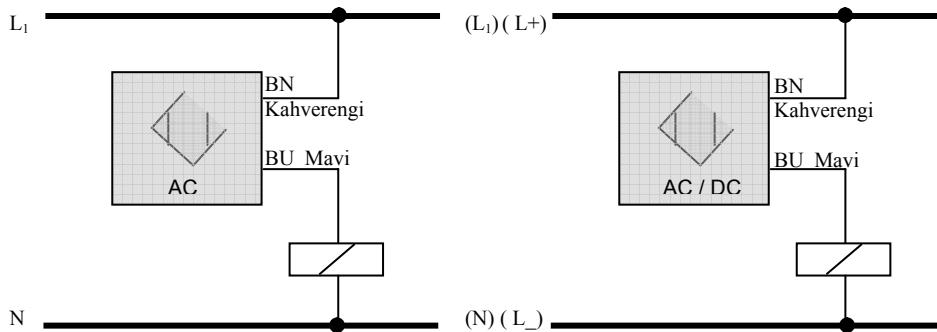 L1
BN
Kahverengi
BU Mavi
AC
N
(L1) ( L+)
BN
Kahverengi
BU Mavi
AC / DC
(N) ( L_)